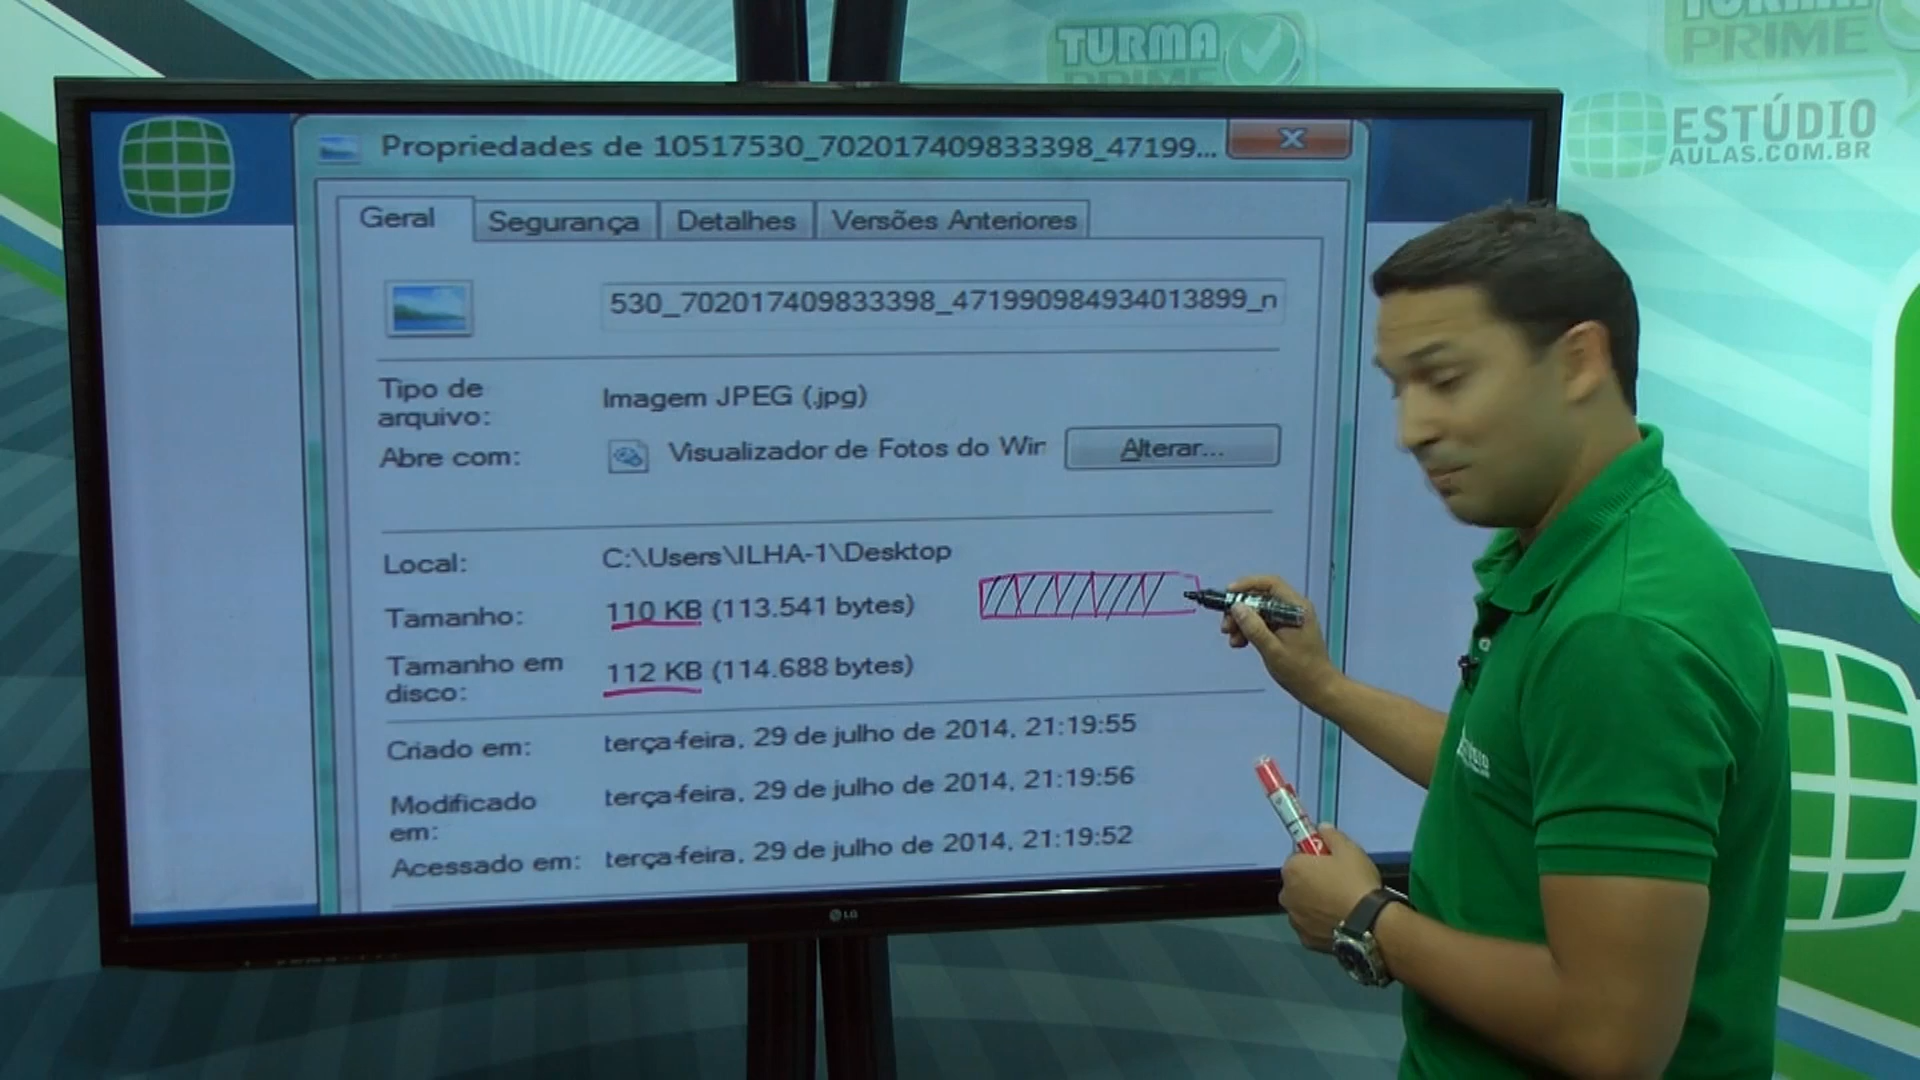 TURMA
PRIME
TURMA
PRIME
ESTÚDIO
AULAS.COM.BR
Propriedades de 10517530_702017409833398_47199...
Geral
Segurança
Detalhes
Versões Anteriores
530_702017409833398_471990984934013899_n
Tipo de arquivo:
Imagem JPEG (.jpg)
Abre com:
Visualizador de Fotos do Win
Alterar...
Local:
C:\Users\ILHA-1\Desktop
Tamanho:
110 KB (113.541 bytes)
Tamanho em disco:
112 KB (114.688 bytes)
Criado em:
terça-feira, 29 de julho de 2014, 21:19:55
Modificado em:
terça-feira, 29 de julho de 2014, 21:19:56
Acessado em:
terça-feira, 29 de julho de 2014, 21:19:52
LG